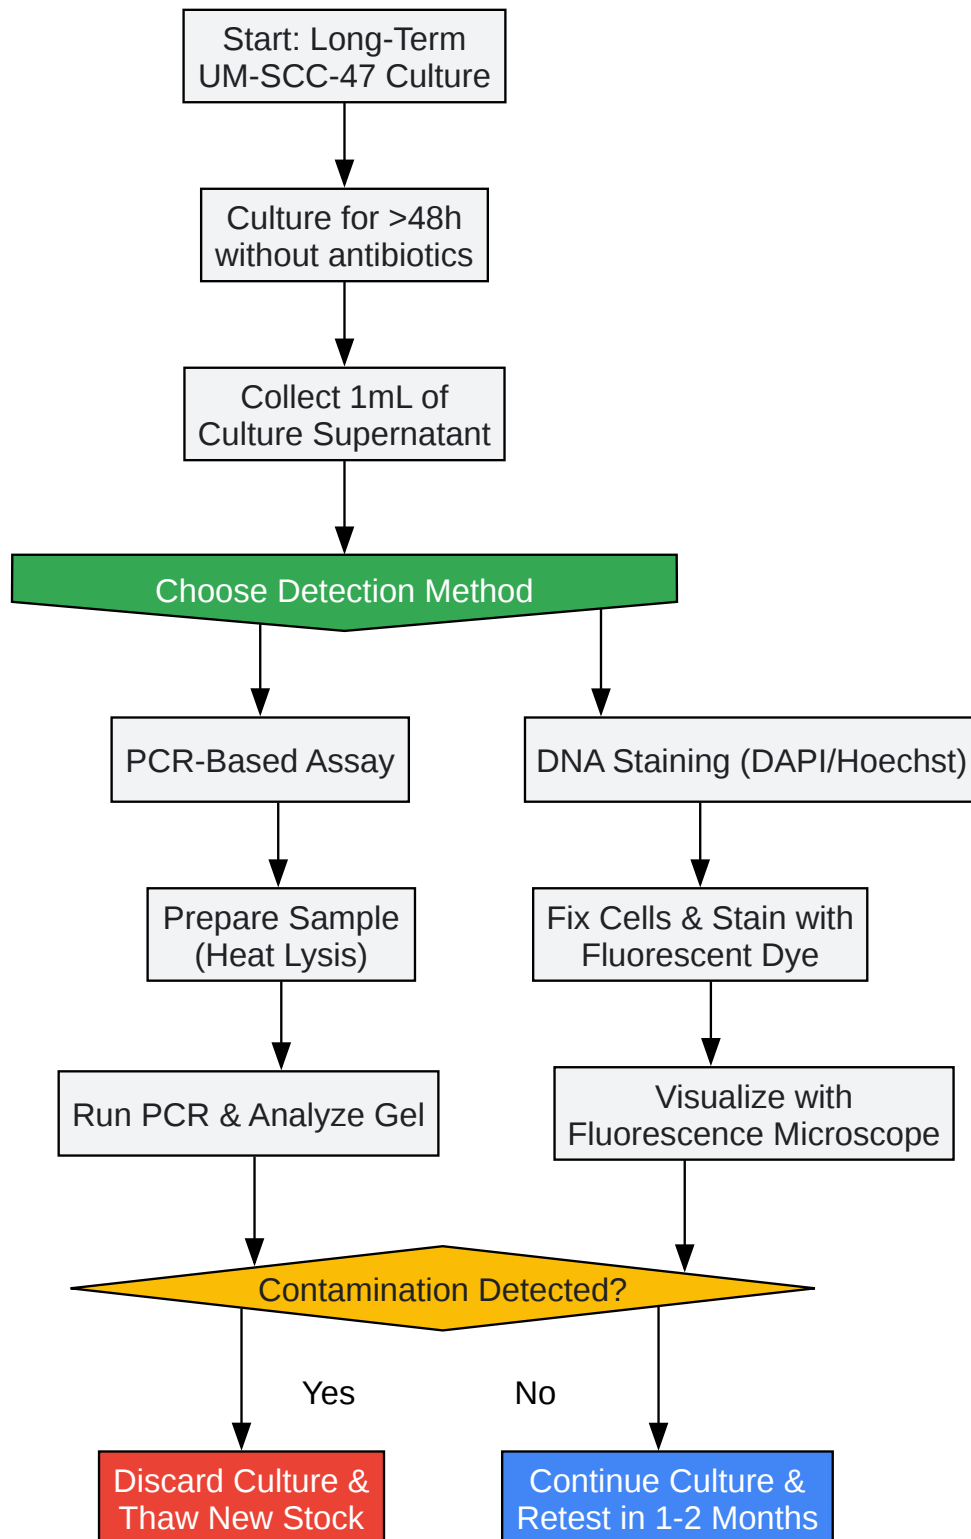 Start: Long-Term
UM-SCC-47 Culture
Culture for >48h
without antibiotics
Collect 1mL of
Culture Supernatant
Choose Detection Method
PCR-Based Assay
DNA Staining (DAPI/Hoechst)
Prepare Sample
(Heat Lysis)
Fix Cells & Stain with
Fluorescent Dye
Run PCR & Analyze Gel
Visualize with
Fluorescence Microscope
Contamination Detected?
Yes
No
Discard Culture &
Thaw New Stock
Continue Culture &
Retest in 1-2 Months